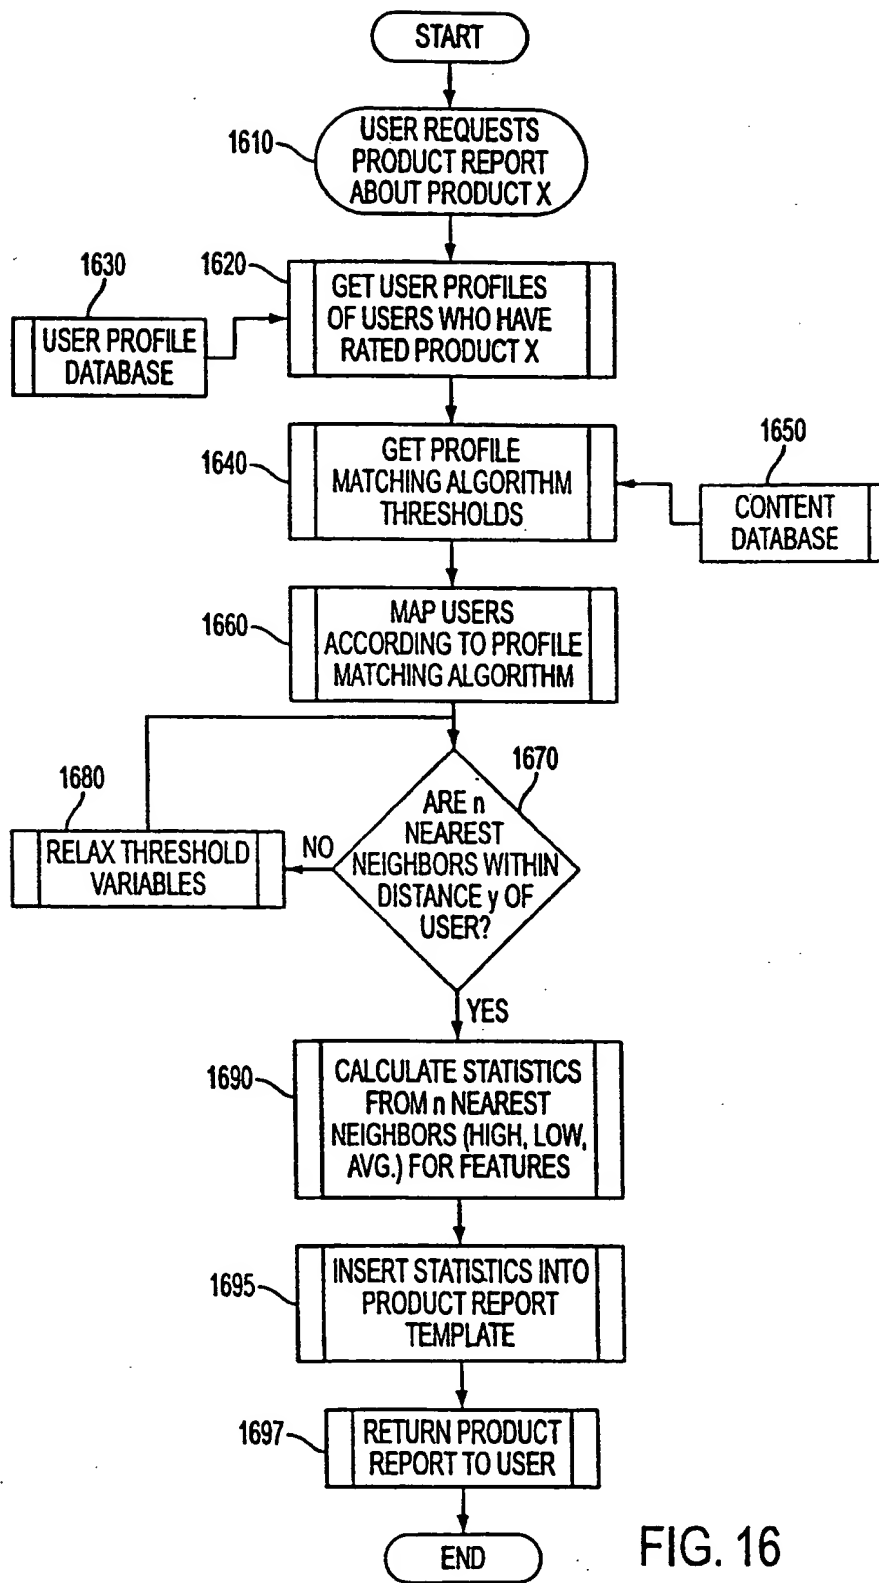 START
1610
USER REQUESTS
PRODUCT REPORT
ABOUT PRODUCT X
1630
USER PROFILE
DATABASE
1620
GET USER PROFILES
OF USERS WHO HAVE
RATED PRODUCT X
1640
GET PROFILE
MATCHING ALGORITHM
THRESHOLDS
1650
CONTENT
DATABASE
1660
MAP USERS
ACCORDING TO PROFILE
MATCHING ALGORITHM
1670
ARE n
NEAREST
NEIGHBORS WITHIN
DISTANCE y OF
USER?
NO
1680
RELAX THRESHOLD
VARIABLES
YES
1690
CALCULATE STATISTICS
FROM n NEAREST
NEIGHBORS (HIGH, LOW,
AVG.) FOR FEATURES
1695
INSERT STATISTICS INTO
PRODUCT REPORT
TEMPLATE
1697
RETURN PRODUCT
REPORT TO USER
END
FIG. 16